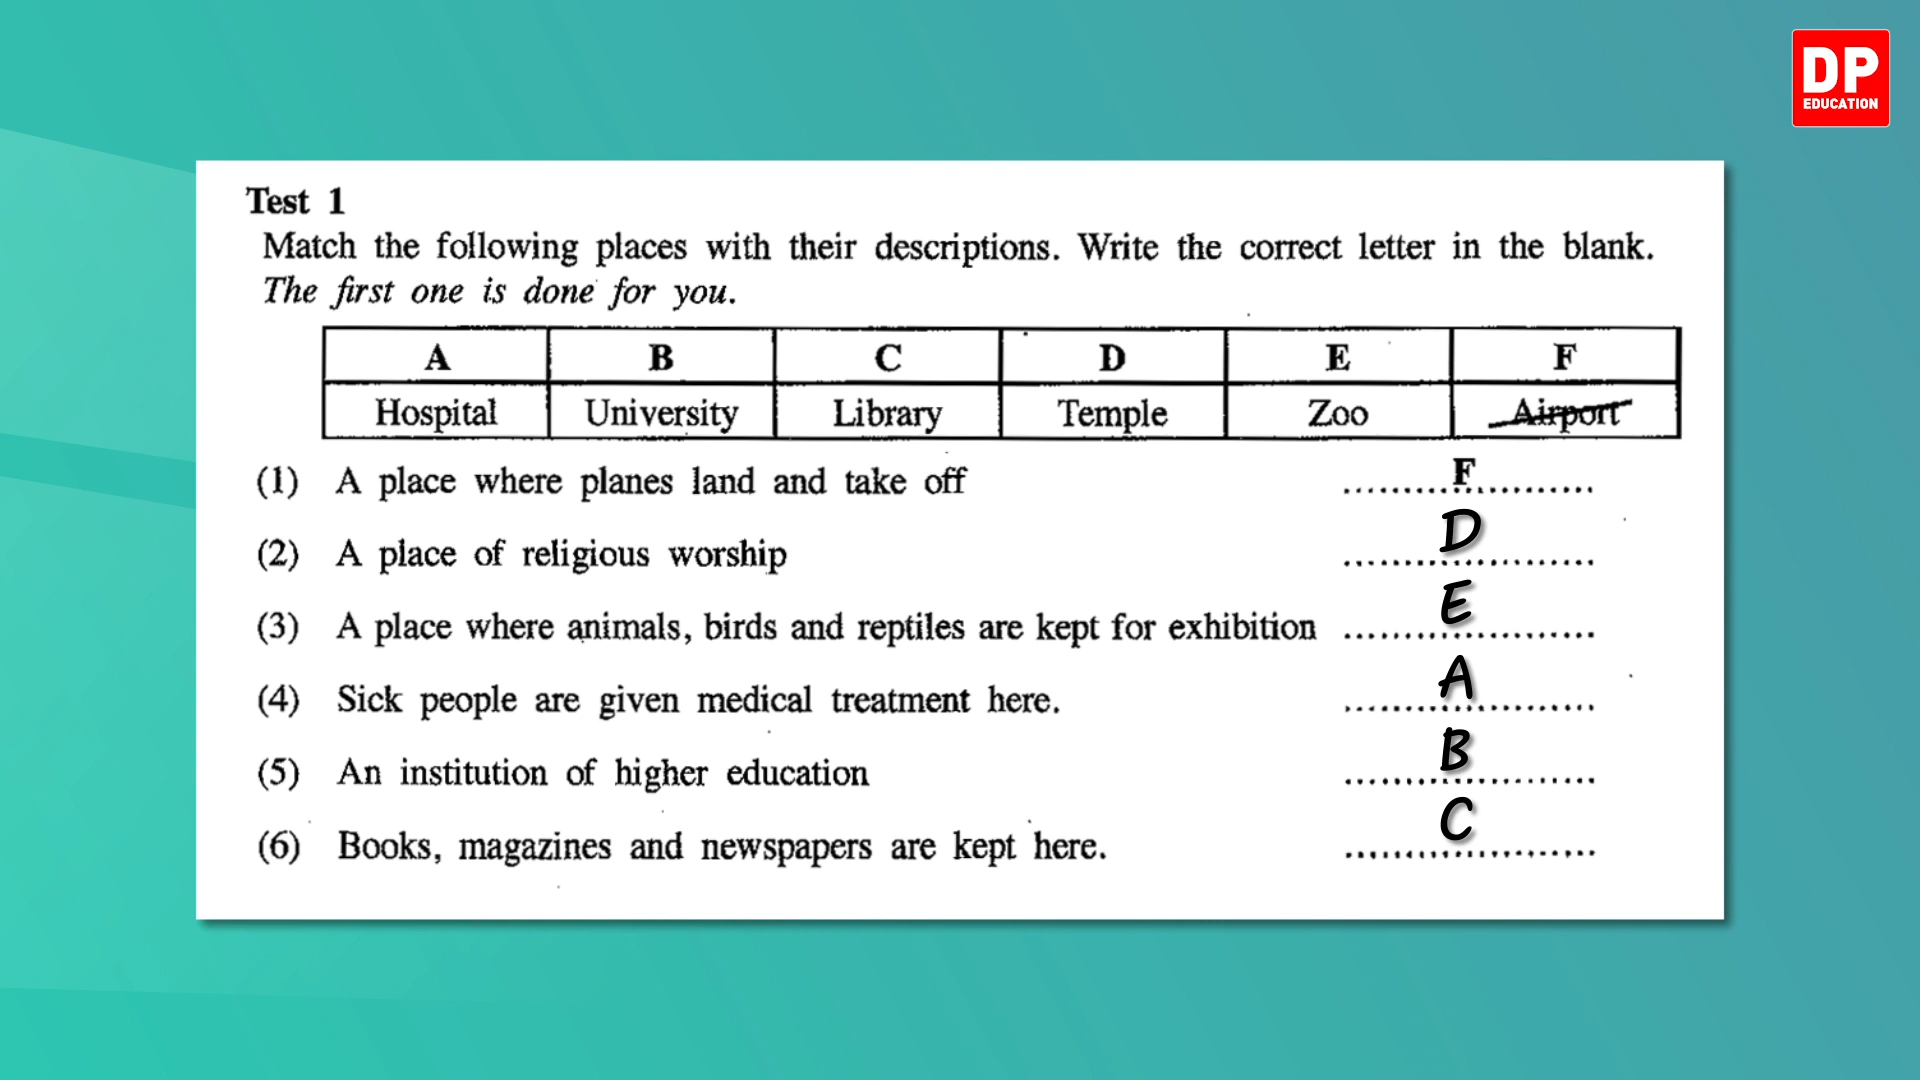 DP
EDUCATION
Test 1
Match the following places with their descriptions. Write the correct letter in the blank.
The first one is done for you.
A B C D E F
Hospital University Library Temple Zoo Airport
(1) A place where planes land and take off ..................... F
(2) A place of religious worship ..................... D
(3) A place where animals, birds and reptiles are kept for exhibition ..................... E
(4) Sick people are given medical treatment here. ..................... A
(5) An institution of higher education ..................... B
(6) Books, magazines and newspapers are kept here. ..................... C